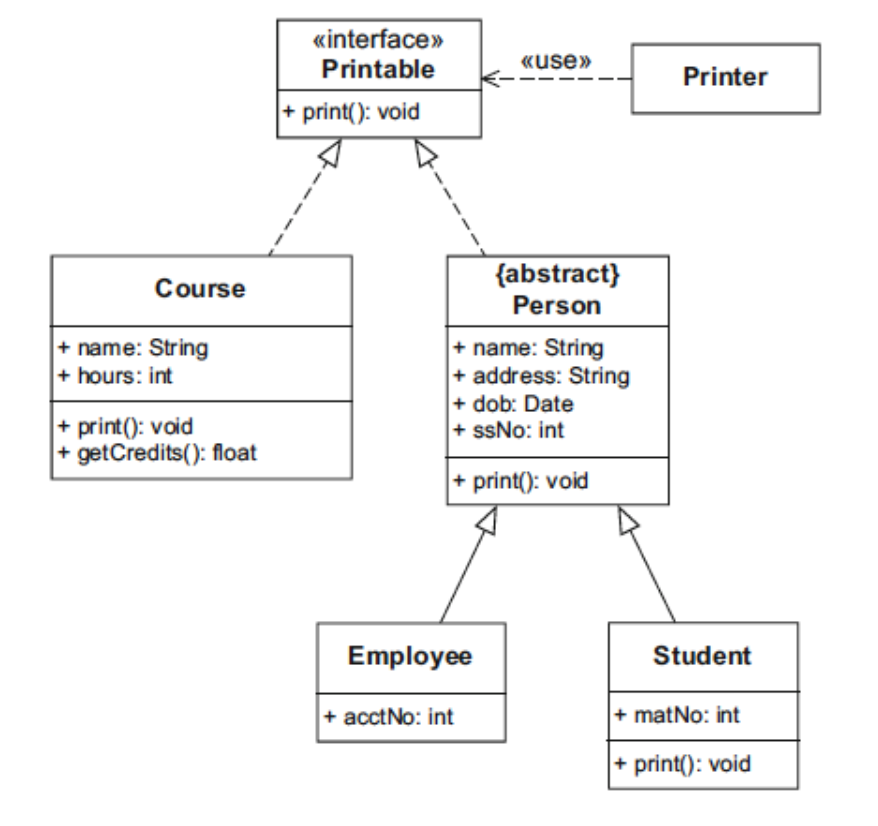 «interface»
Printable
+ print(): void
«use»
Printer
Course
+ name: String
+ hours: int
+ print(): void
+ getCredits(): float
{abstract}
Person
+ name: String
+ address: String
+ dob: Date
+ ssNo: int
+ print(): void
Employee
+ acctNo: int
Student
+ matNo: int
+ print(): void